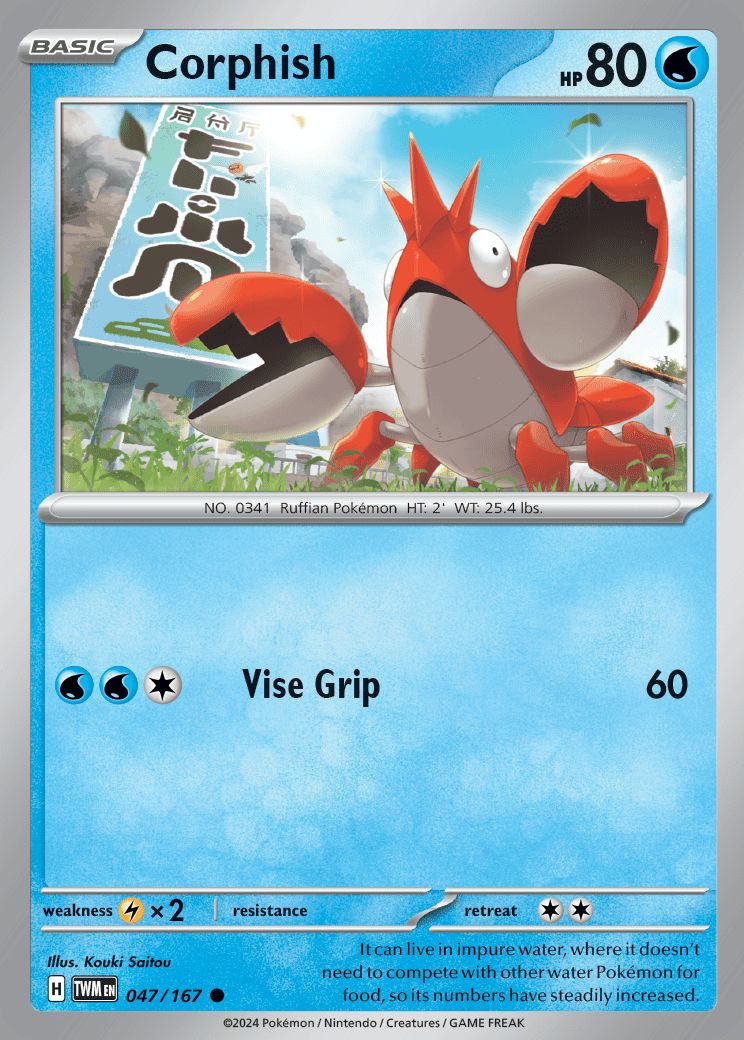 BASIC
Corphish
HP 80
NO. 0341 Ruffian Pokémon HT: 2' WT: 25.4 lbs.
Vise Grip 60
weakness ×2 resistance retreat
Illus. Kouki Saitou
It can live in impure water, where it doesn't
need to compete with other water Pokémon for
food, so its numbers have steadily increased.
H TWM EN 047/167
©2024 Pokémon / Nintendo / Creatures / GAME FREAK